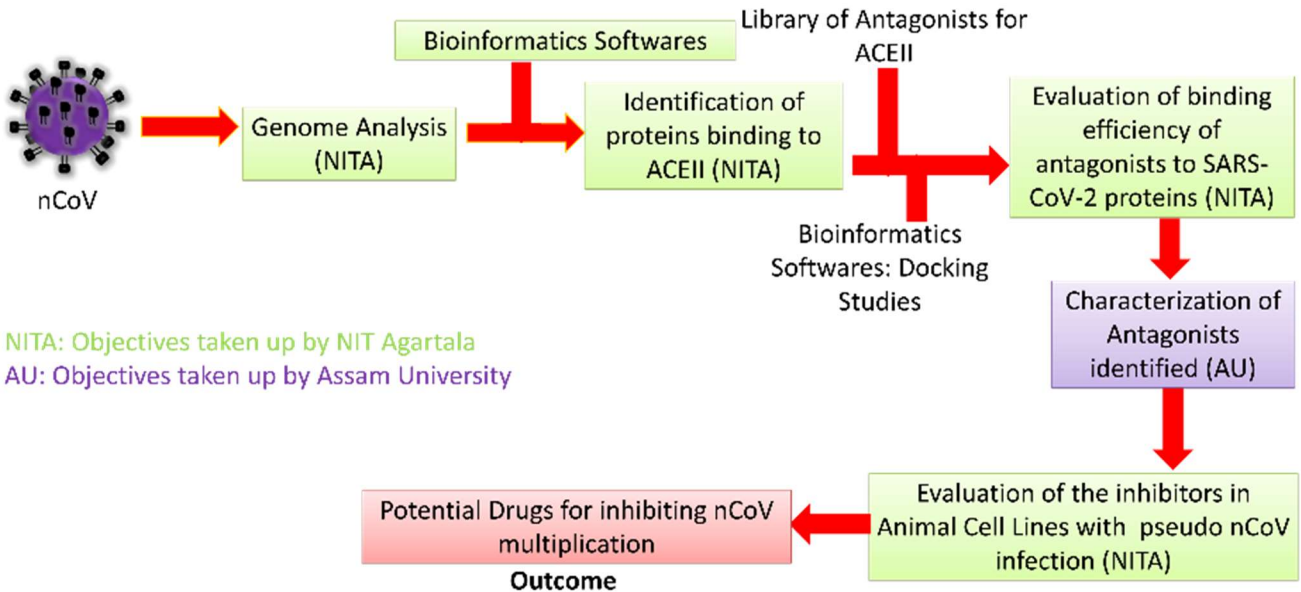 nCoV
Genome Analysis
(NITA)
Bioinformatics Softwares
Identification of
proteins binding to
ACEII (NITA)
Library of Antagonists for
ACEII
Bioinformatics
Softwares: Docking
Studies
Evaluation of binding
efficiency of
antagonists to SARS-
CoV-2 proteins (NITA)
Characterization of
Antagonists
identified (AU)
Evaluation of the inhibitors in
Animal Cell Lines with pseudo nCoV
infection (NITA)
Potential Drugs for inhibiting nCoV
multiplication
Outcome
NITA: Objectives taken up by NIT Agartala
AU: Objectives taken up by Assam University